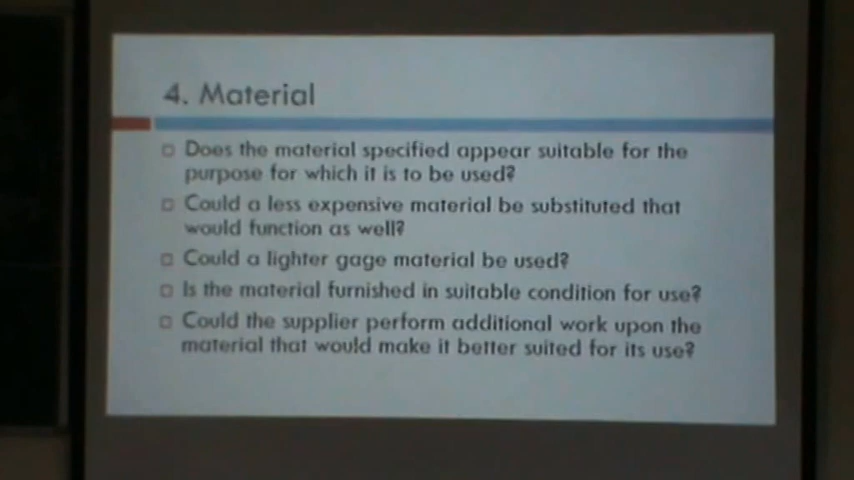 4. Material
Does the material specified appear suitable for the
purpose for which it is to be used?
Could a less expensive material be substituted that
would function as well?
Could a lighter gage material be used?
Is the material furnished in suitable condition for use?
Could the supplier perform additional work upon the
material that would make it better suited for its use?